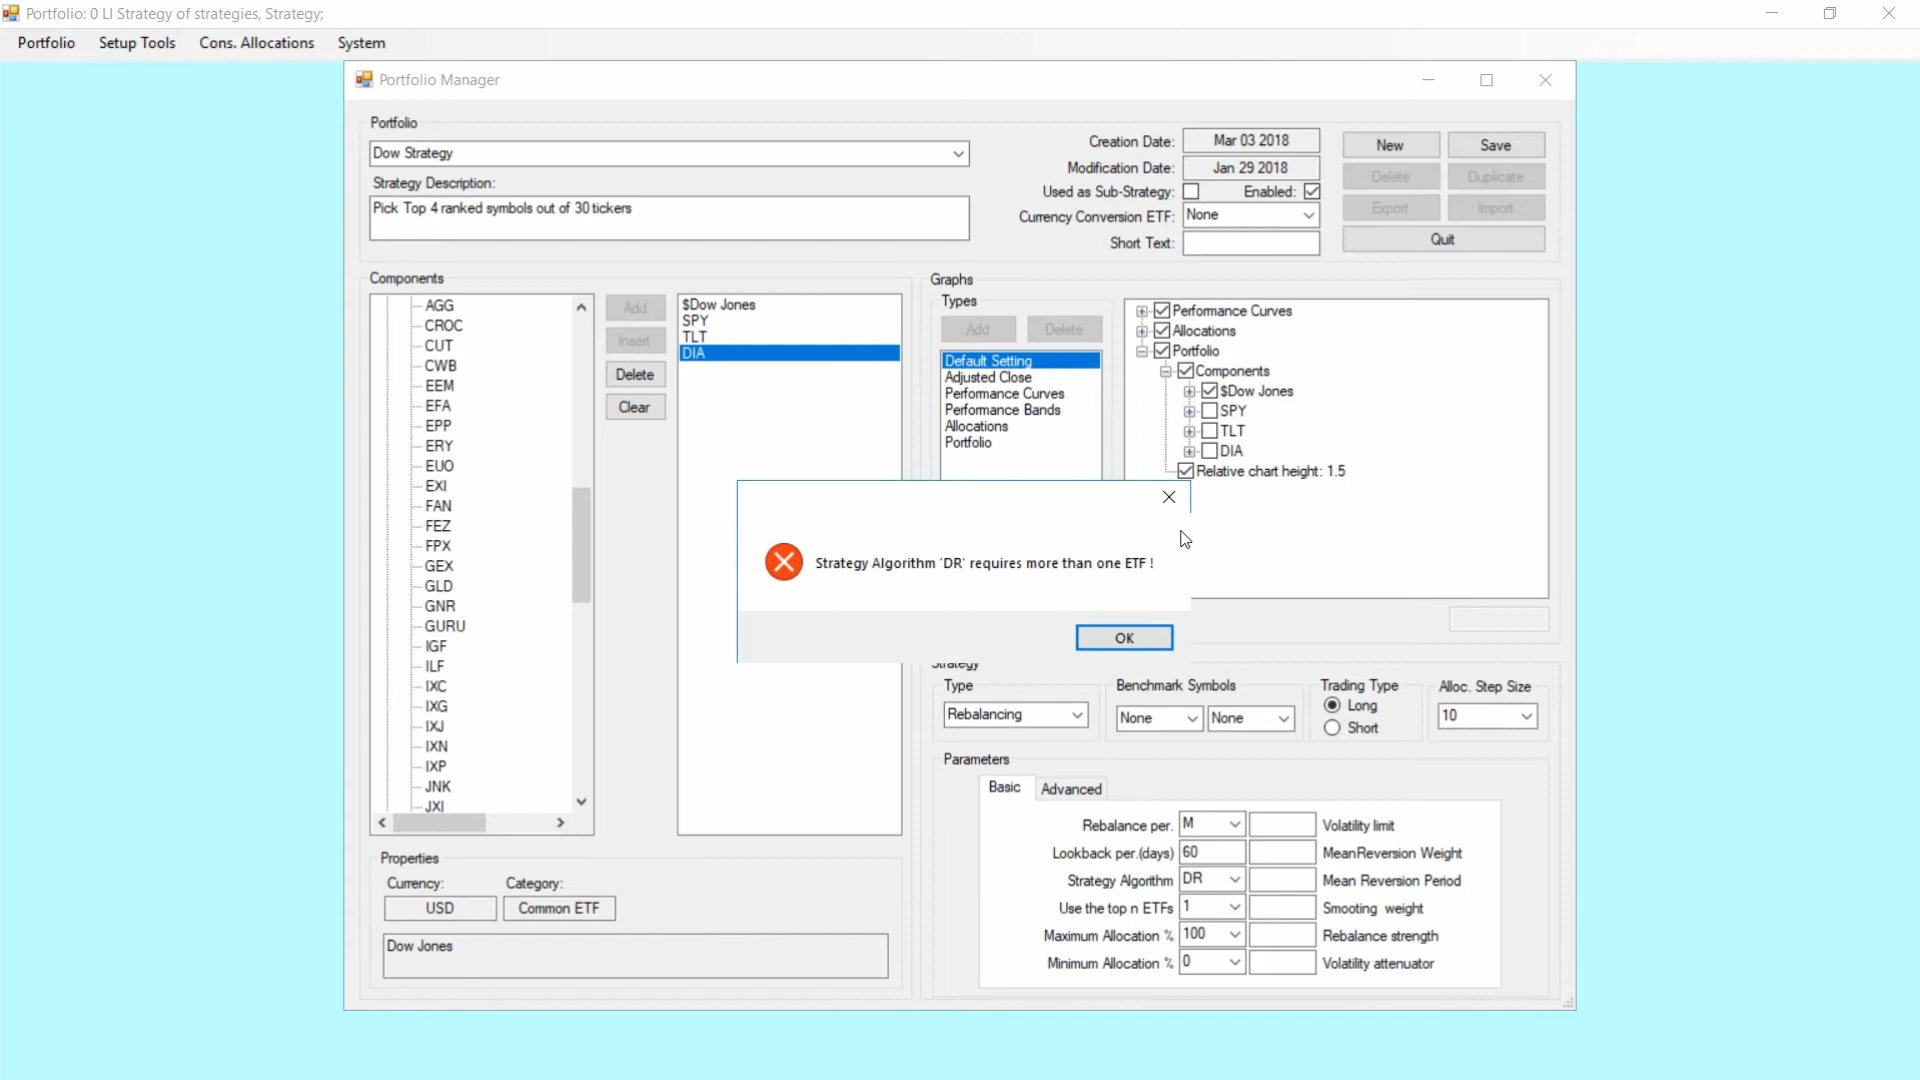 Portfolio: 0 LI Strategy of strategies, Strategy;
Portfolio Setup Tools Cons. Allocations System
Portfolio Manager
Portfolio
Dow Strategy
Strategy Description:
Pick Top 4 ranked symbols out of 30 tickers
Creation Date: Mar 03 2018
Modification Date: Jan 29 2018
Used as Sub-Strategy: Enabled:
Currency Conversion ETF: None
Short Text:
New Save
Delete Duplicate
Export Import
Quit
Components
AGG
CROC
CUT
CWB
EEM
EFA
EPP
ERY
EUO
EXI
FAN
FEZ
FPX
GEX
GLD
GNR
GURU
IGF
ILF
IXC
IXG
IXJ
IXN
IXP
JNK
JXI
Add
Insert
Delete
Clear
$Dow Jones
SPY
TLT
DIA
Graphs
Types
Add Delete
Default Setting
Adjusted Close
Performance Curves
Performance Bands
Allocations
Portfolio
Performance Curves
Allocations
Portfolio
Components
$Dow Jones
SPY
TLT
DIA
Relative chart height: 1.5
Strategy Algorithm 'DR' requires more than one ETF !
OK
Strategy
Type
Rebalancing
Benchmark Symbols
None None
Trading Type
Long
Short
Alloc. Step Size
10
Parameters
Basic Advanced
Rebalance per. M Volatility limit
Lookback per.(days) 60 MeanReversion Weight
Strategy Algorithm DR Mean Reversion Period
Use the top n ETFs 1 Smooting weight
Maximum Allocation % 100 Rebalance strength
Minimum Allocation % 0 Volatility attenuator
Properties
Currency: Category:
USD Common ETF
Dow Jones